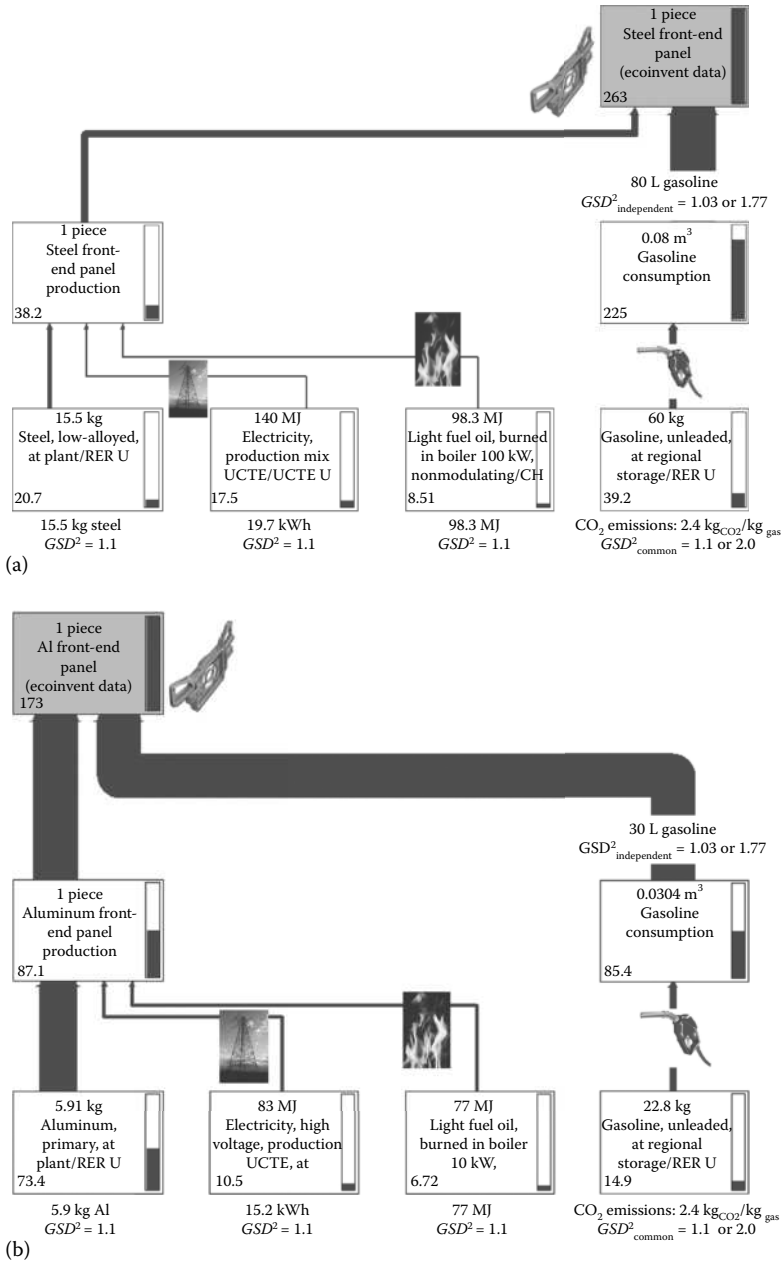 1 piece
Steel front-end
panel
(ecoinvent data)
263
80 L gasoline
GSD²independent = 1.03 or 1.77
1 piece
Steel front-
end panel
production
38.2
0.08 m³
Gasoline
consumption
225
15.5 kg
Steel, low-alloyed,
at plant/RER U
20.7
140 MJ
Electricity,
production mix
UCTE/UCTE U
17.5
98.3 MJ
Light fuel oil, burned
in boiler 100 kW,
nonmodulating/CH
8.51
60 kg
Gasoline, unleaded,
at regional
storage/RER U
39.2
15.5 kg steel
GSD² = 1.1
19.7 kWh
GSD² = 1.1
98.3 MJ
GSD² = 1.1
CO₂ emissions: 2.4 kgCO2/kg gas
GSD²common = 1.1 or 2.0
(a)
1 piece
Al front-end
panel
(ecoinvent data)
173
30 L gasoline
GSD²independent = 1.03 or 1.77
1 piece
Aluminum front-
end panel
production
87.1
0.0304 m³
Gasoline
consumption
85.4
5.91 kg
Aluminum,
primary, at
plant/RER U
73.4
83 MJ
Electricity, high
voltage, production
UCTE, at
10.5
77 MJ
Light fuel oil,
burned in boiler
10 kW,
6.72
22.8 kg
Gasoline, unleaded,
at regional
storage/RER U
14.9
5.9 kg Al
GSD² = 1.1
15.2 kWh
GSD² = 1.1
77 MJ
GSD² = 1.1
CO₂ emissions: 2.4 kgCO2/kg gas
GSD²common = 1.1 or 2.0
(b)